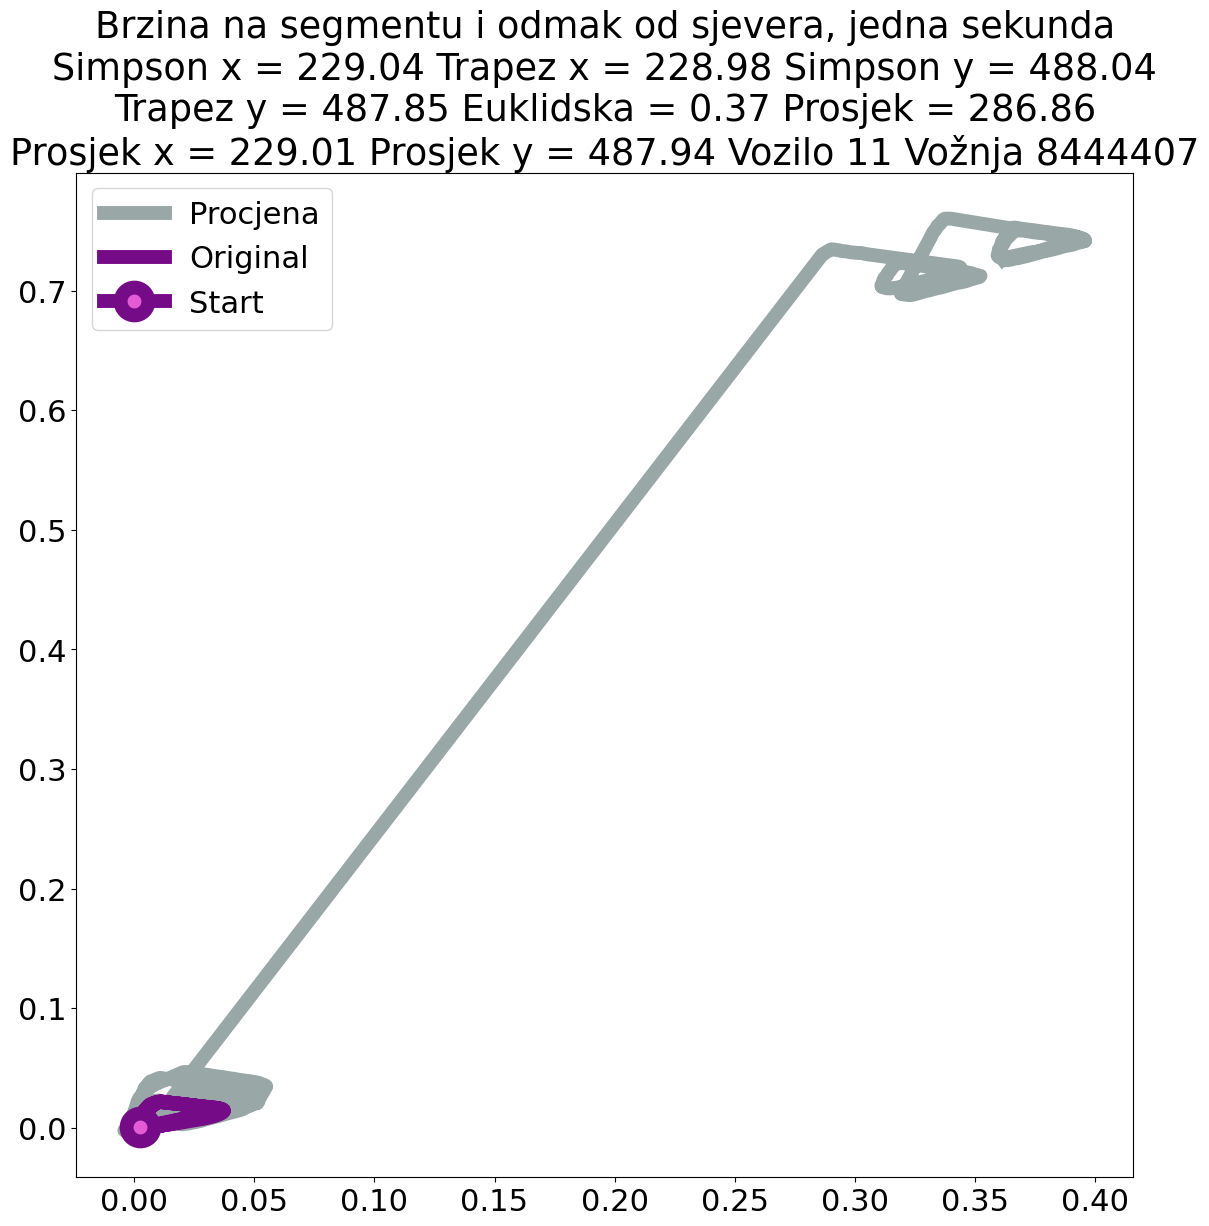 Brzina na segmentu i odmak od sjevera, jedna sekunda
Simpson x = 229.04 Trapez x = 228.98 Simpson y = 488.04
Trapez y = 487.85 Euklidska = 0.37 Prosjek = 286.86
Prosjek x = 229.01 Prosjek y = 487.94 Vozilo 11 Vožnja 8444407
Procjena
Original
Start
0.7
0.6
0.5
0.4
0.3
0.2
0.1
0.0
0.00 0.05 0.10 0.15 0.20 0.25 0.30 0.35 0.40